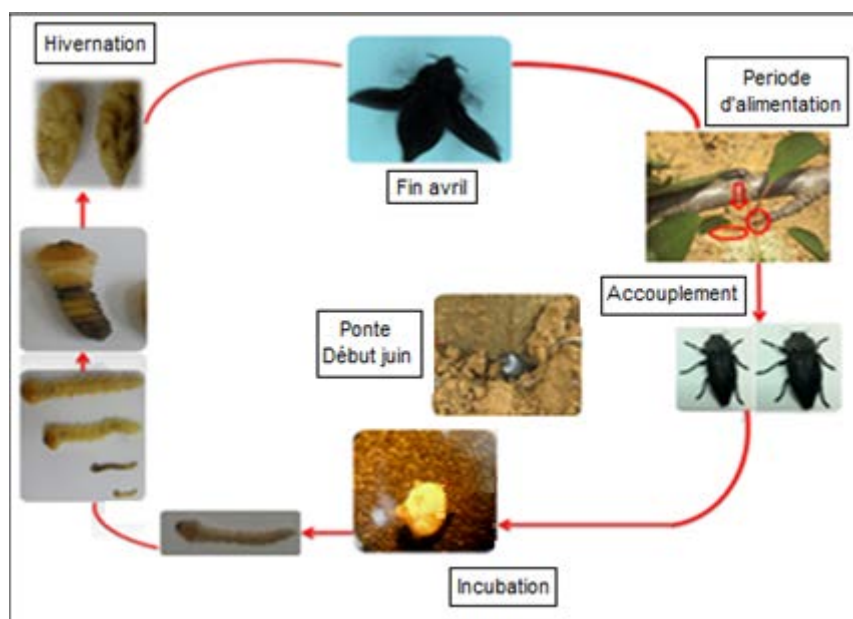 Hivernation
Fin avril
Periode
d'alimentation
Accouplement
Ponte
Début juin
Incubation